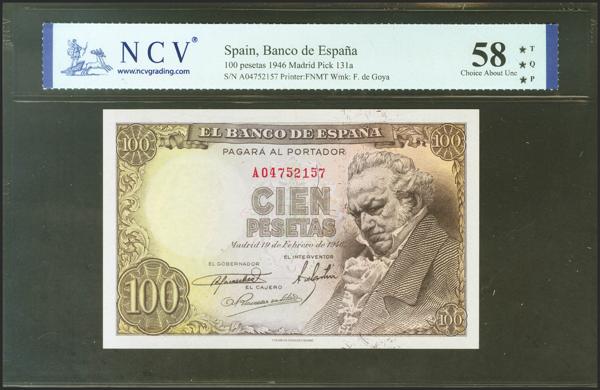 NCV®
www.ncvgrading.com
Spain, Banco de España
100 pesetas 1946 Madrid Pick 131a
S/N A04752157 Printer:FNMT Wmk: F. de Goya
58
Choice About Unc
★ T
★ Q
★ P
EL BANCO DE ESPAÑA
100
100
PAGARÁ AL PORTADOR
A04752157
CIEN
PESETAS
Madrid 19 de Febrero de 1946
EL GOBERNADOR
EL INTERVENTOR
EL CAJERO
100
100